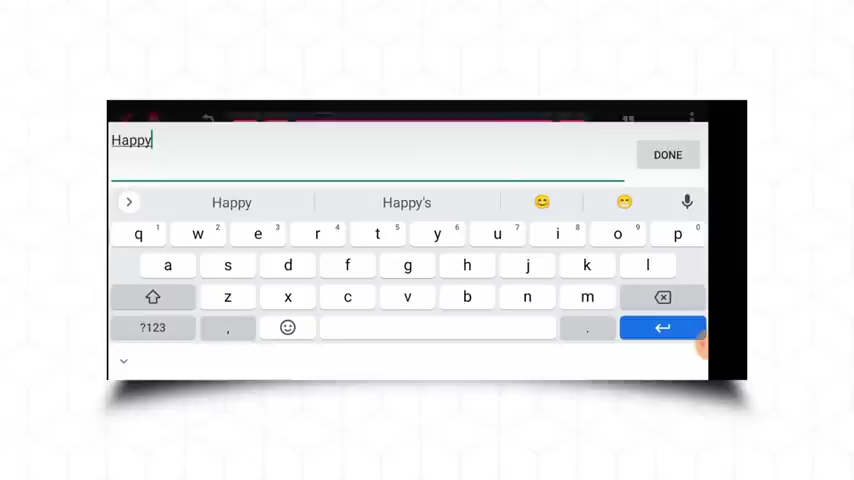 Happy
DONE
Happy Happy's 😊 😁
q 1 w 2 e 3 r 4 t 5 y 6 u 7 i 8 o 9 p 0
a s d f g h j k l
z x c v b n m
?123 , .